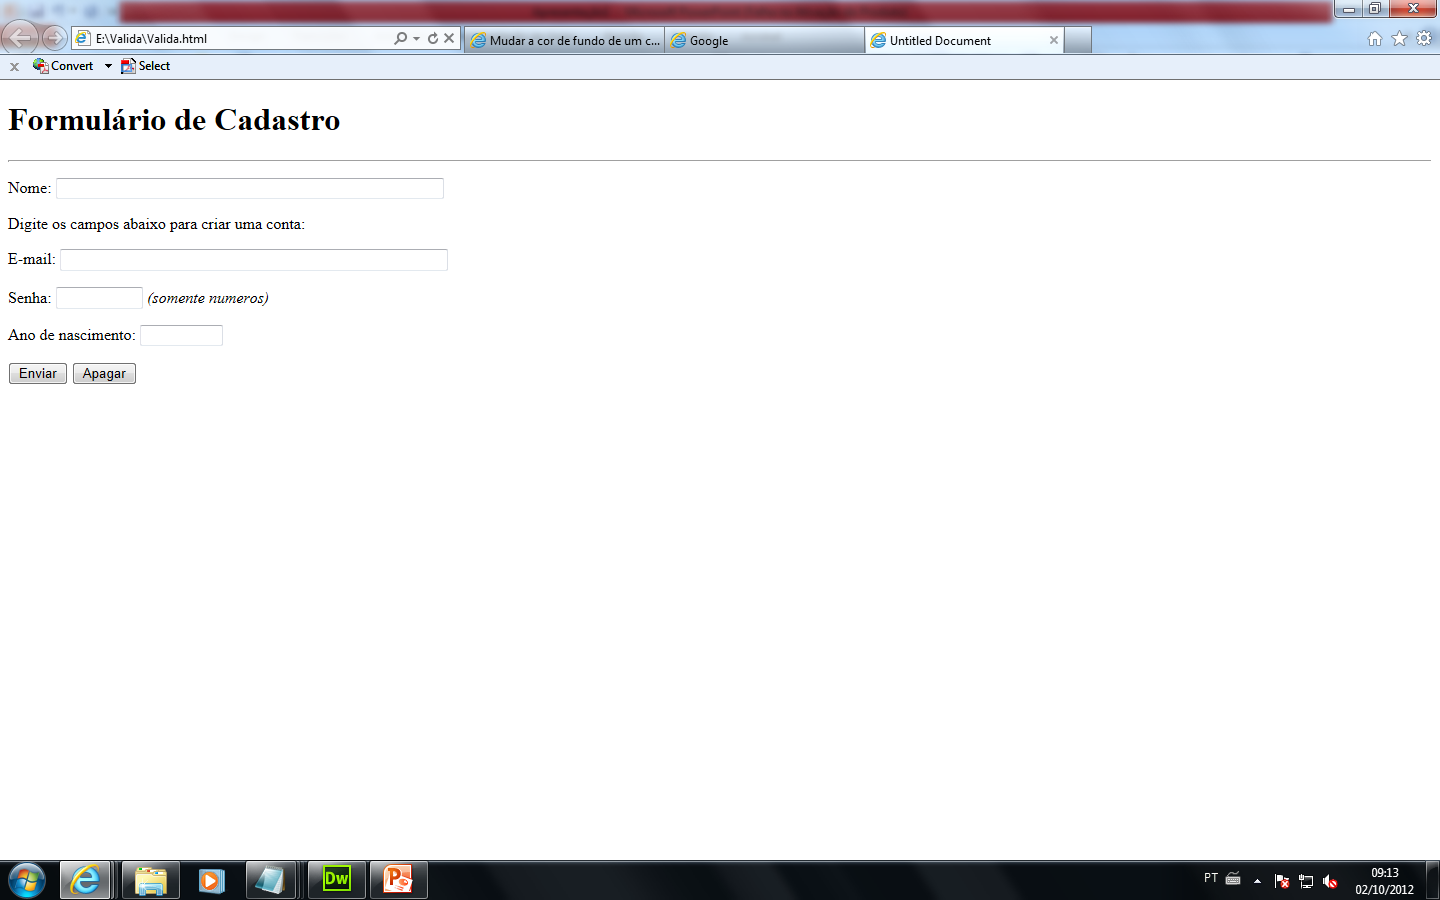 E:\Valida\Valida.html
Mudar a cor de fundo de um c...
Google
Untitled Document
Convert
Select
Formulário de Cadastro
Nome:
Digite os campos abaixo para criar uma conta:
E-mail:
Senha: (somente numeros)
Ano de nascimento:
Enviar Apagar
Dw
PT
09:13
02/10/2012